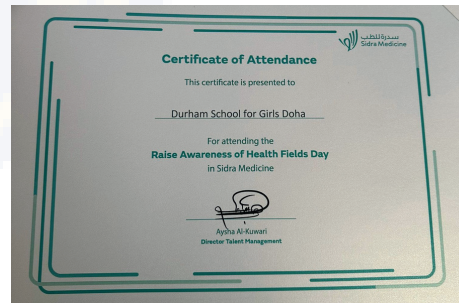 سدرة للطب
Sidra Medicine
Certificate of Attendance
This certificate is presented to
Durham School for Girls Doha
For attending the
Raise Awareness of Health Fields Day
in Sidra Medicine
Aysha Al-Kuwari
Director Talent Management